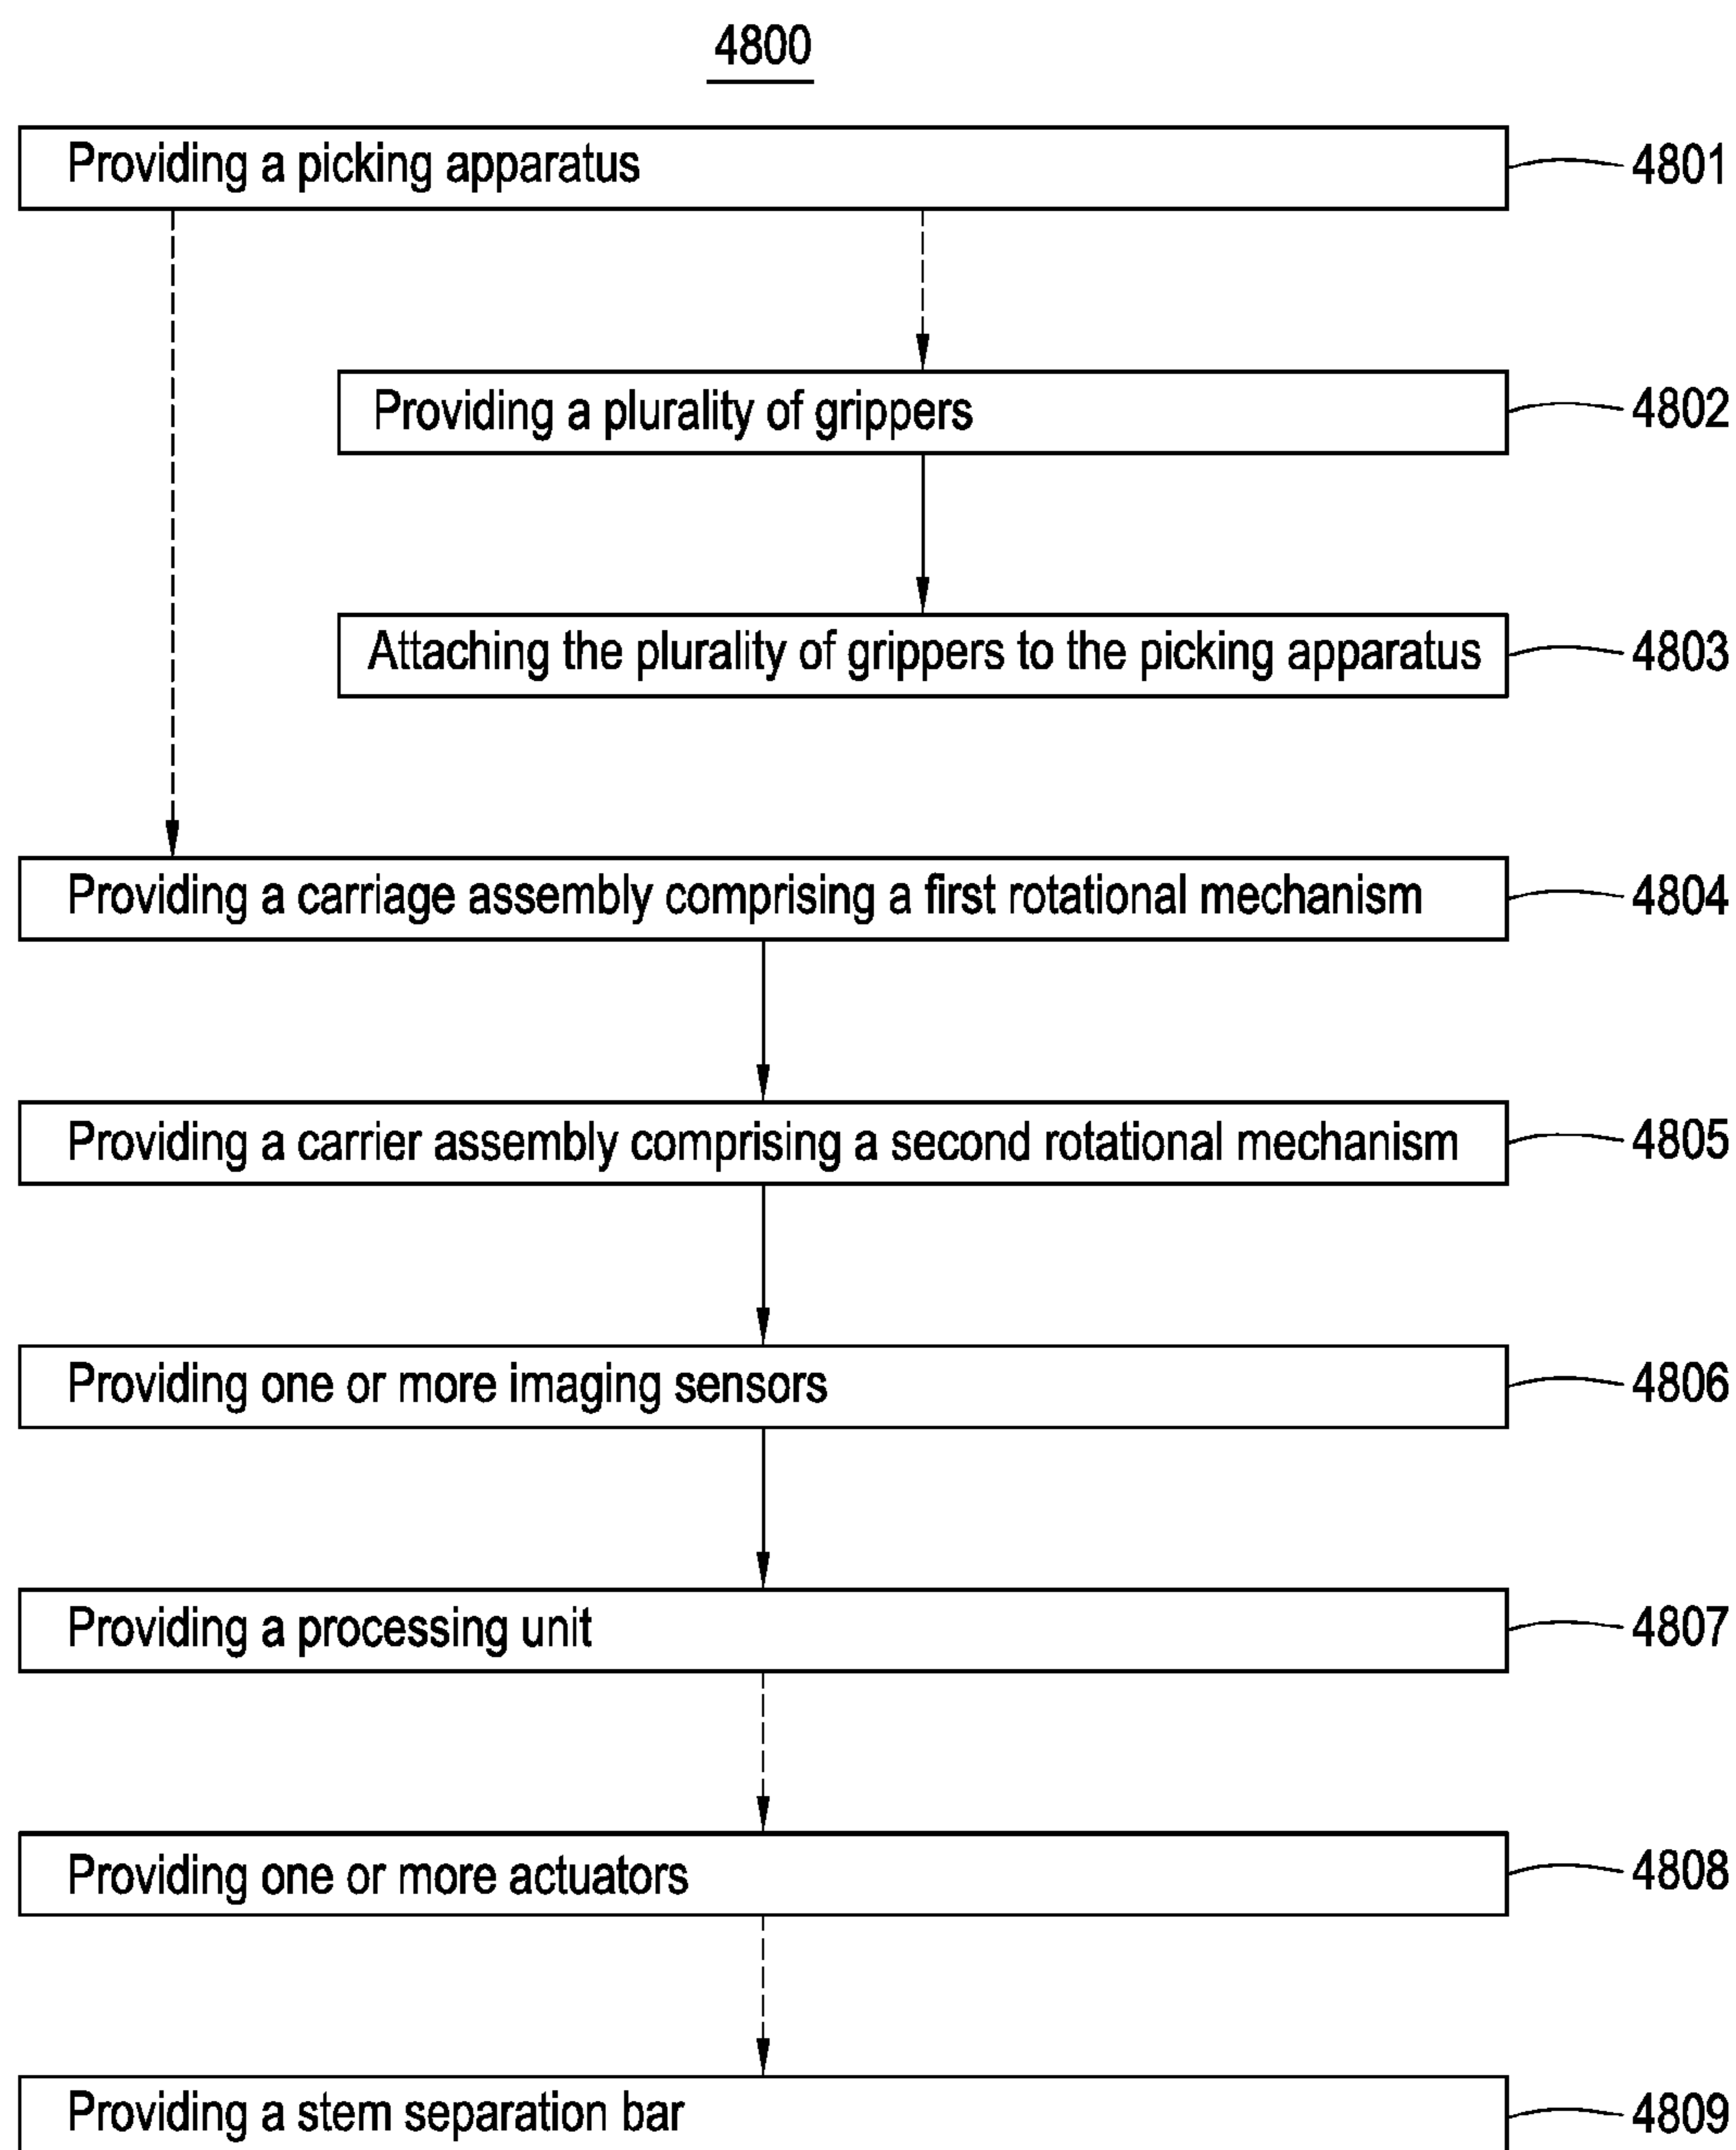 4800
Providing a picking apparatus
4801
Providing a plurality of grippers
4802
Attaching the plurality of grippers to the picking apparatus
4803
Providing a carriage assembly comprising a first rotational mechanism
4804
Providing a carrier assembly comprising a second rotational mechanism
4805
Providing one or more imaging sensors
4806
Providing a processing unit
4807
Providing one or more actuators
4808
Providing a stem separation bar
4809